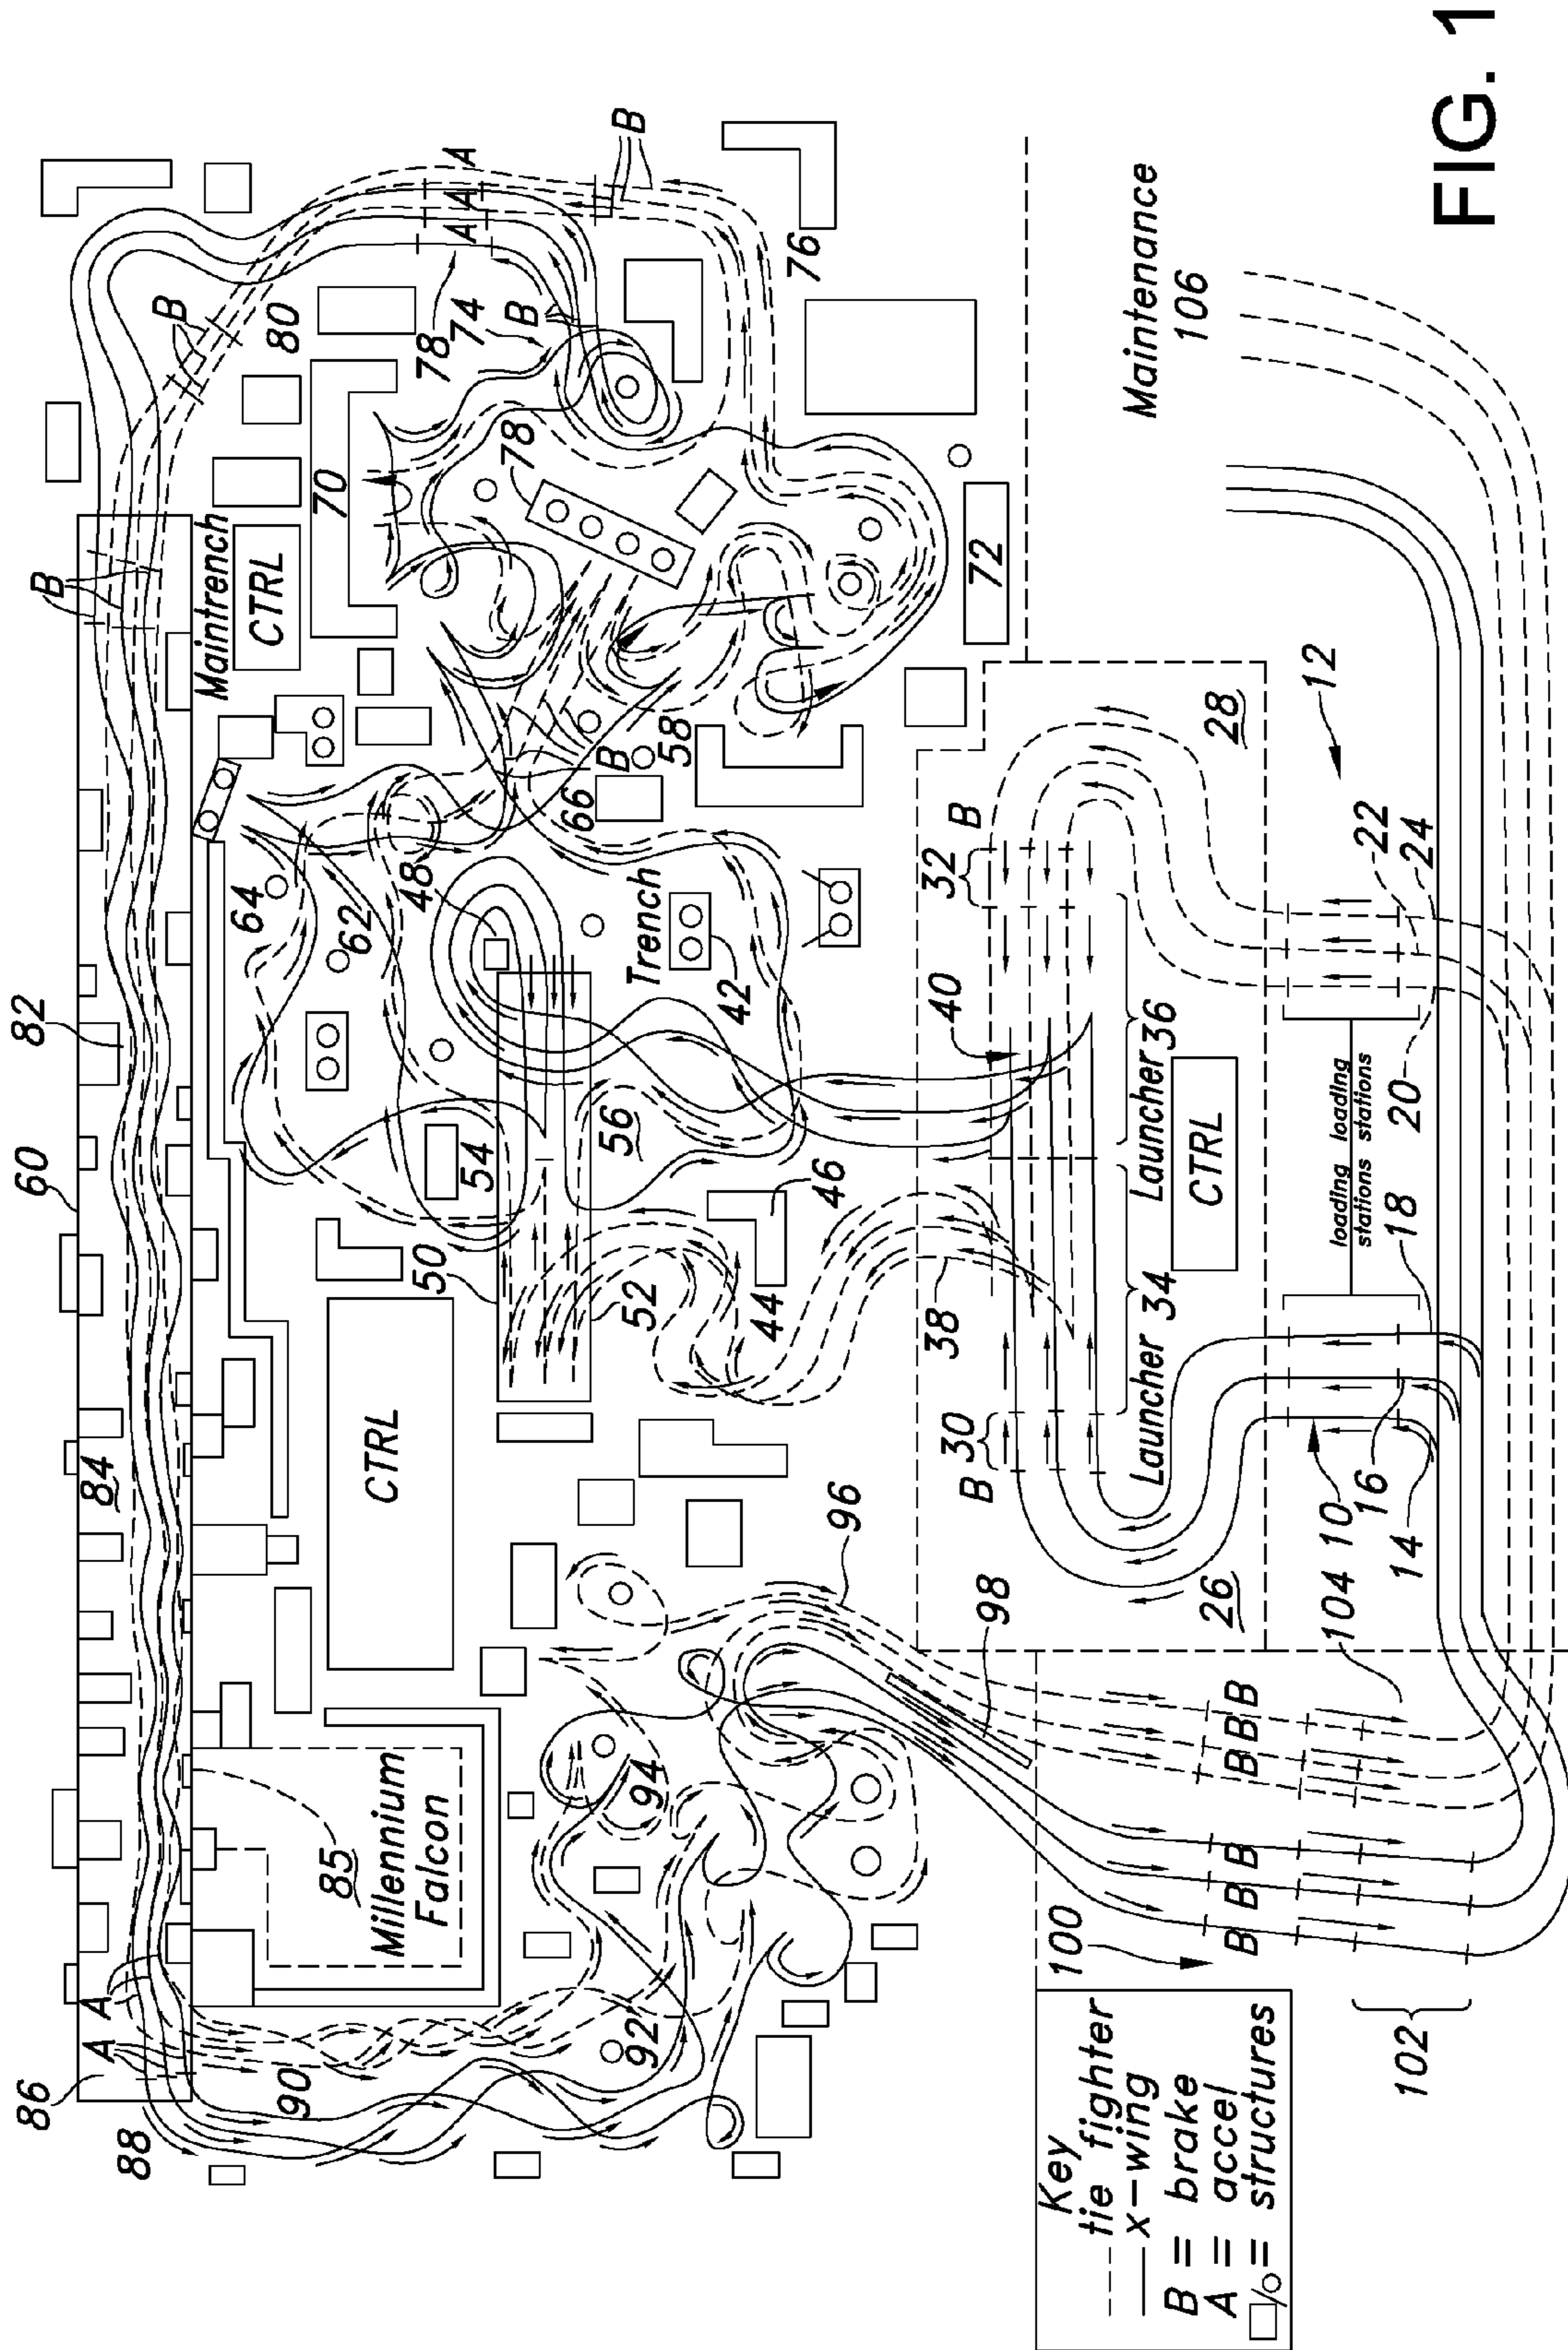 FIG. 1
60
82
84
86
A
A
88
90
85
Millennium
Falcon
92
94
96
98
CTRL
B
B
80
Maintrench
CTRL
70
78
74
B
78
A
A
A
B
76
72
64
62
48
66
B
58
Trench
42
54
56
50
52
46
44
38
40
B
30
32
B
Launcher 34
Launcher 36
CTRL
26
28
12
Maintenance
106
10
14
16
18
loading stations
loading stations
20
22
24
100
B
B
B
B
B
B
102
104
Key
tie fighter
x-wing
B = brake
A = accel
= structures